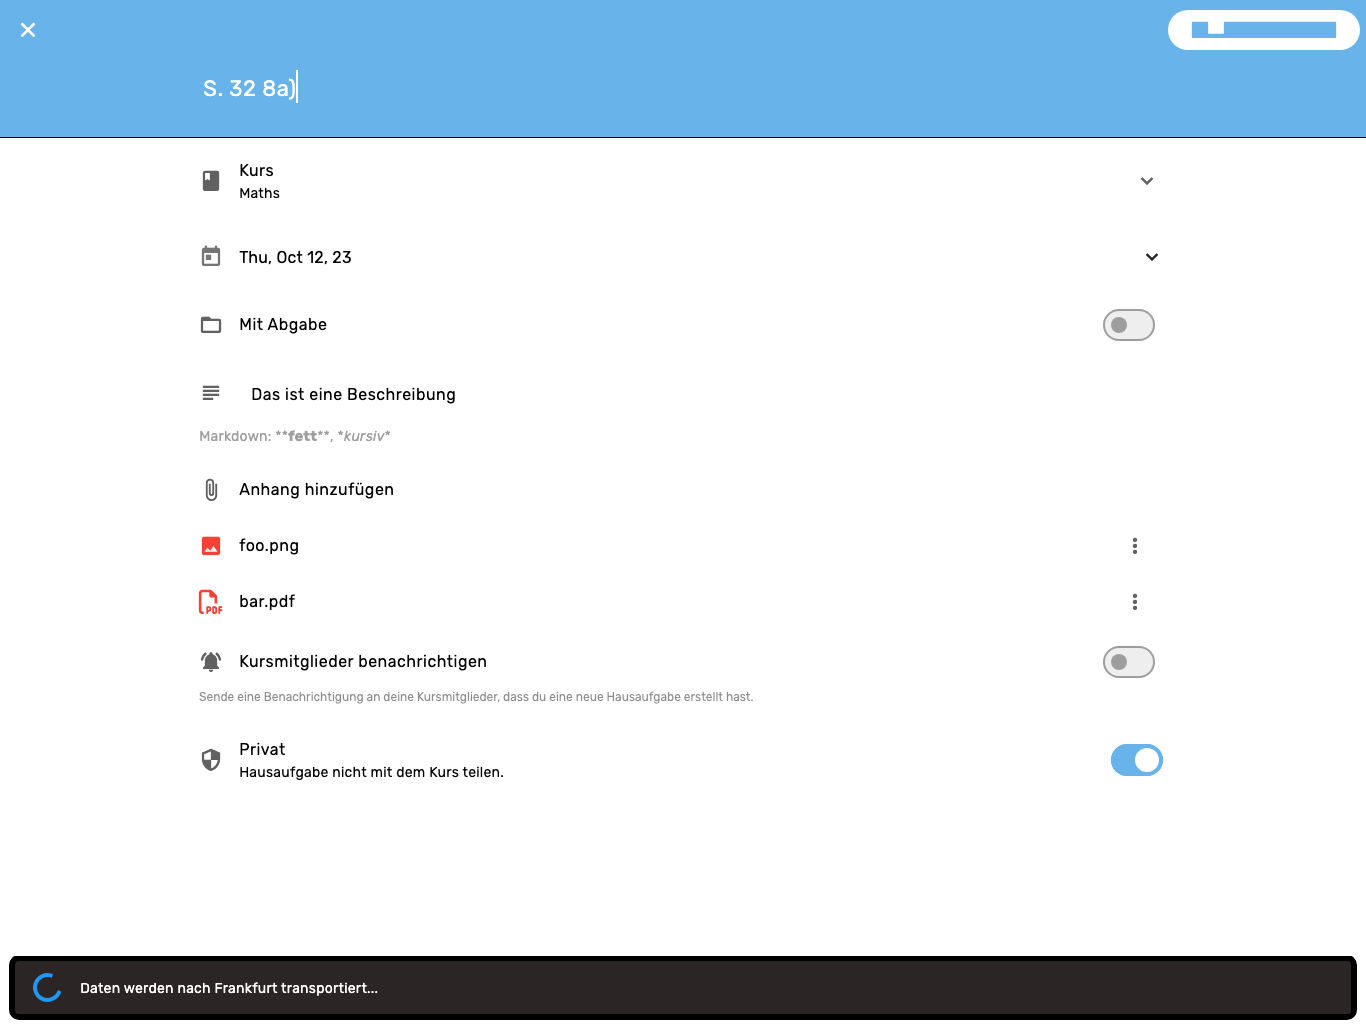 S. 32 8a)
Kurs
Maths
Thu, Oct 12, 23
Mit Abgabe
Das ist eine Beschreibung
Markdown: **fett**, *kursiv*
Anhang hinzufügen
foo.png
PDF
bar.pdf
Kursmitglieder benachrichtigen
Sende eine Benachrichtigung an deine Kursmitglieder, dass du eine neue Hausaufgabe erstellt hast.
Privat
Hausaufgabe nicht mit dem Kurs teilen.
Daten werden nach Frankfurt transportiert...